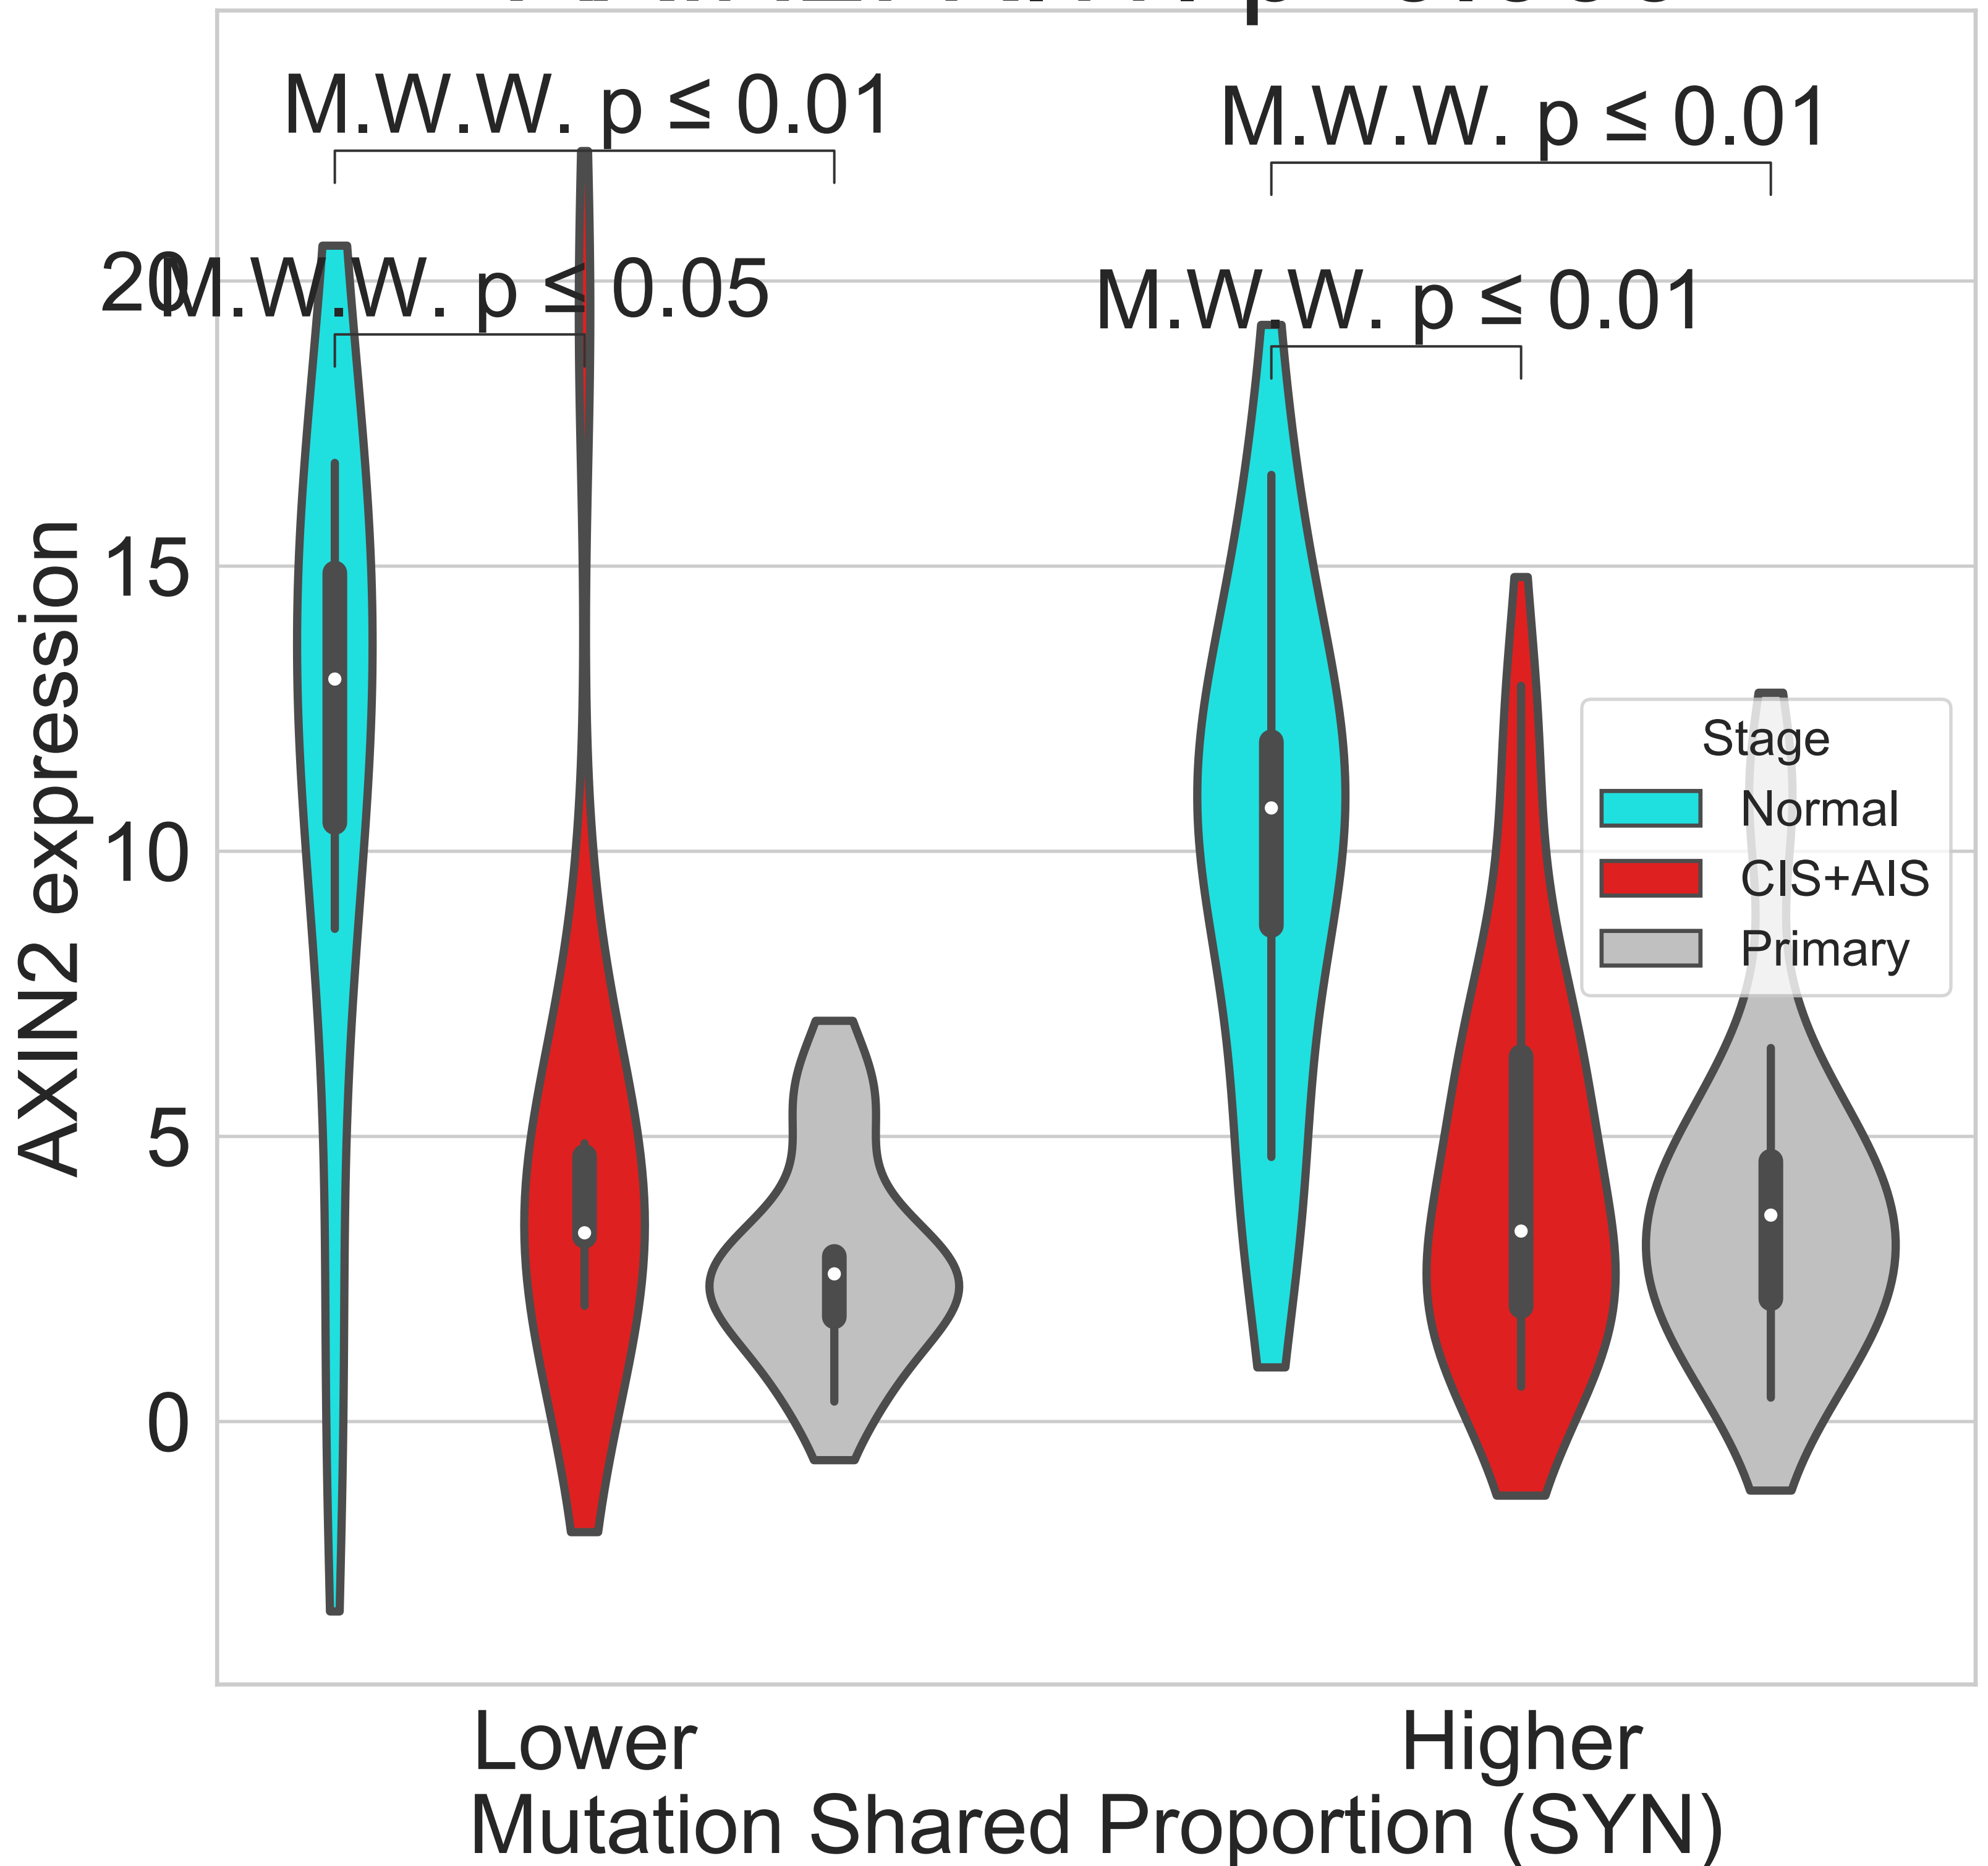 M.W.W. p ≤ 0.01
M.W.W. p ≤ 0.01
M.W.W. p ≤ 0.05
M.W.W. p ≤ 0.01
20
15
10
5
0
AXIN2 expression
Stage
Normal
CIS+AIS
Primary
Lower
Higher
Mutation Shared Proportion (SYN)